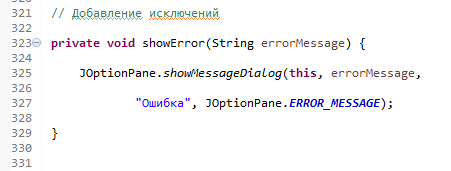 321 // Добавление исключений
322
323 private void showError(String errorMessage) {
324
325 JOptionPane.showMessageDialog(this, errorMessage,
326
327 "Ошибка", JOptionPane.ERROR_MESSAGE);
328
329 }
330
331